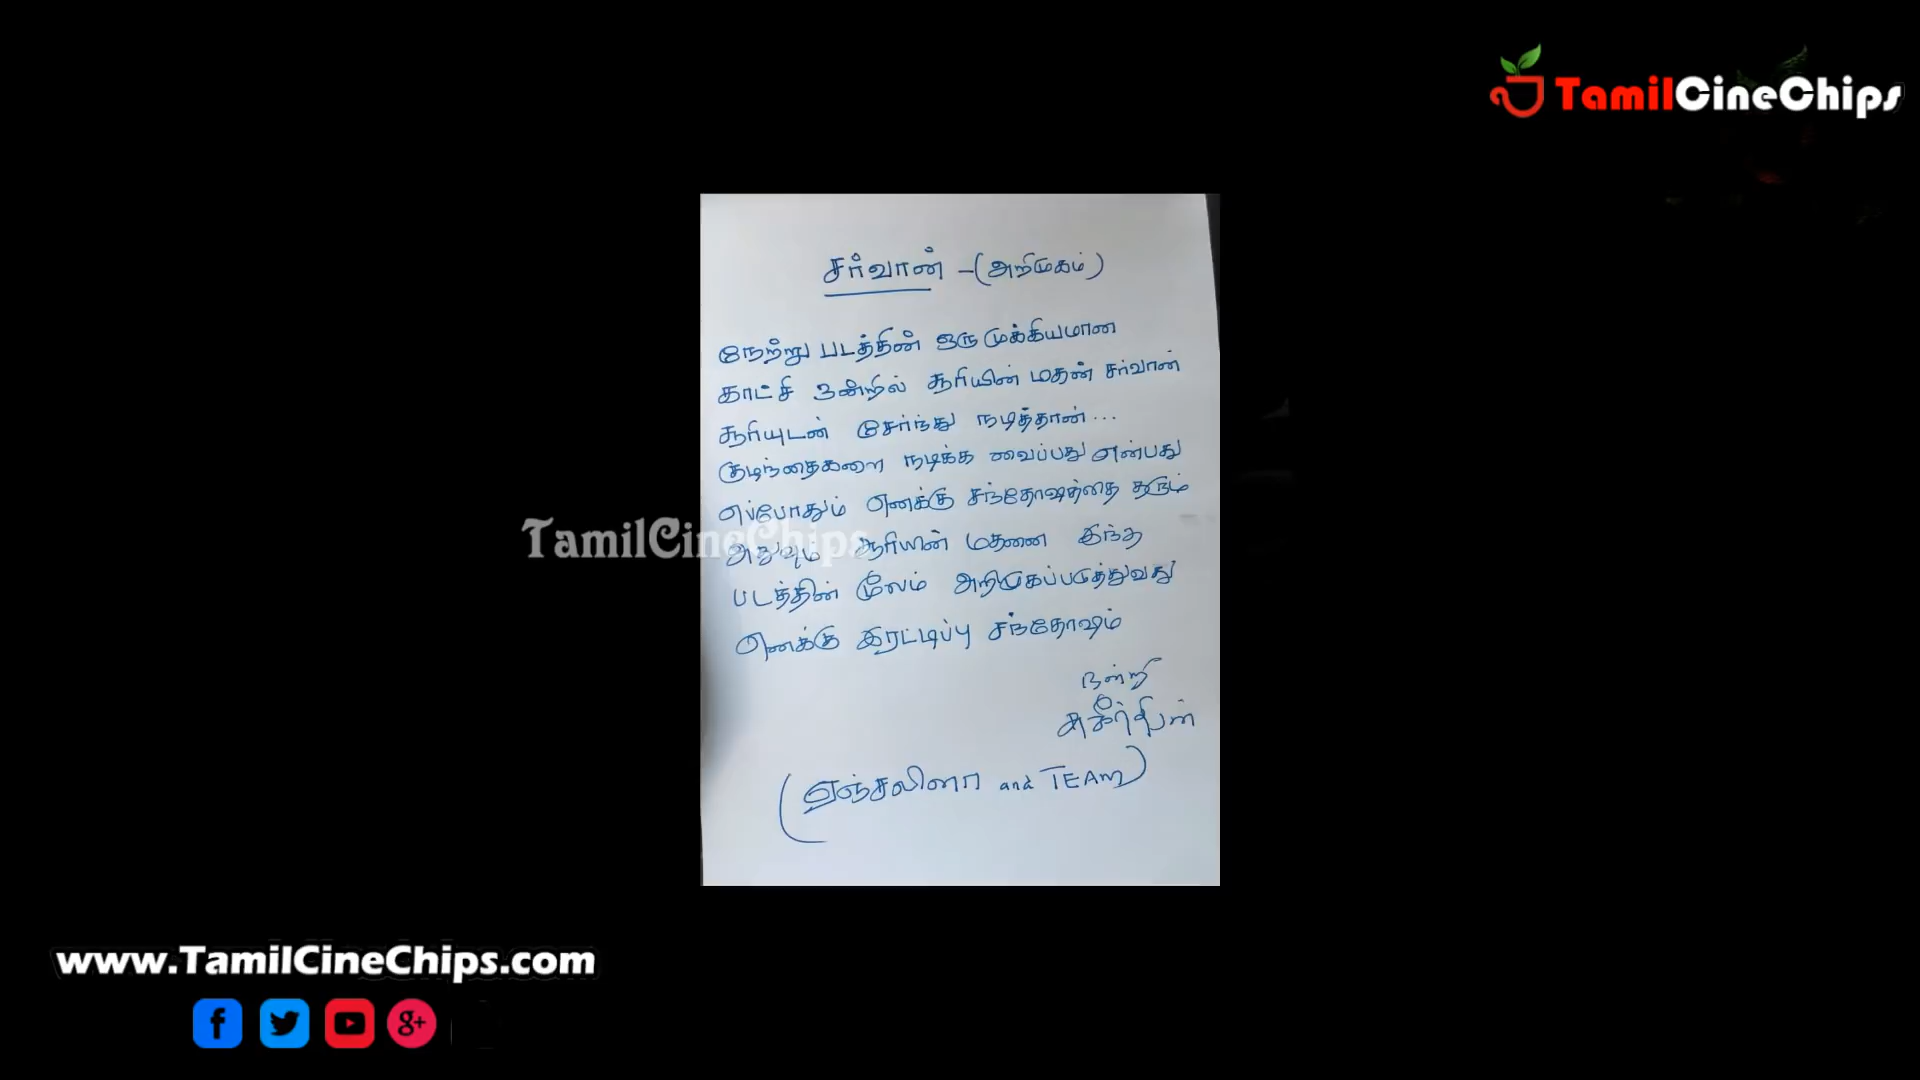 TamilCineChips
சர்வான் - (அறிமுகம்)
நேற்று படத்தின் ஒரு முக்கியமான
காட்சி ஒன்றில் சூரியின் மகன் சர்வான்
சூரியுடன் சேர்ந்து நடித்தான்...
குழந்தைகளை நடிக்க வைப்பது என்பது
எப்போதும் எனக்கு சந்தோஷத்தை தரும்
TamilCineChips
அதுவும் சூரியின் மகனை இந்த
படத்தின் மூலம் அறிமுகப்படுத்துவது
எனக்கு இரட்டிப்பு சந்தோஷம்
நன்றி
சுசீந்திரன்
(ஏஞ்சலினா and TEAM)
www.TamilCineChips.com
f
g+